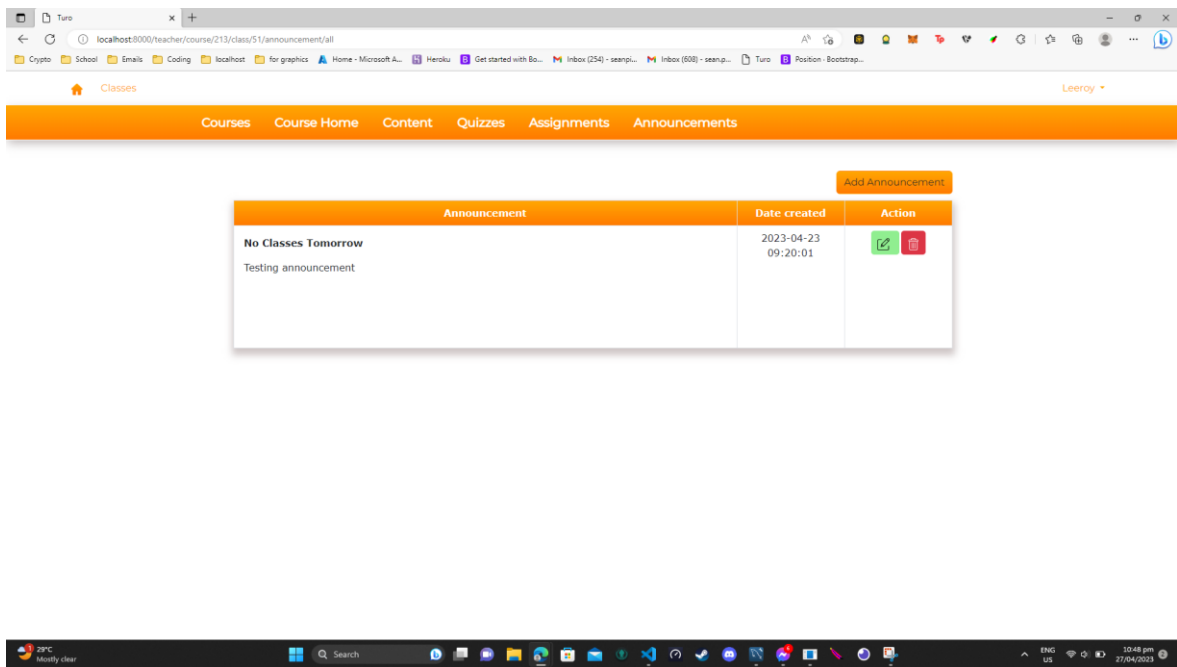 Turo
localhost:8000/teacher/course/213/class/51/announcement/all
Crypto School Emails Coding localhost for graphics Home - Microsoft A... Heroku Get started with Bo... Inbox (254) - seanpi... Inbox (608) - sean.p... Turo Position · Bootstrap...
Classes Leeroy
Courses Course Home Content Quizzes Assignments Announcements
Add Announcement
Announcement Date created Action
No Classes Tomorrow 2023-04-23
09:20:01
Testing announcement
29°C
Mostly clear
Search
ENG
US
10:48 pm
27/04/2023